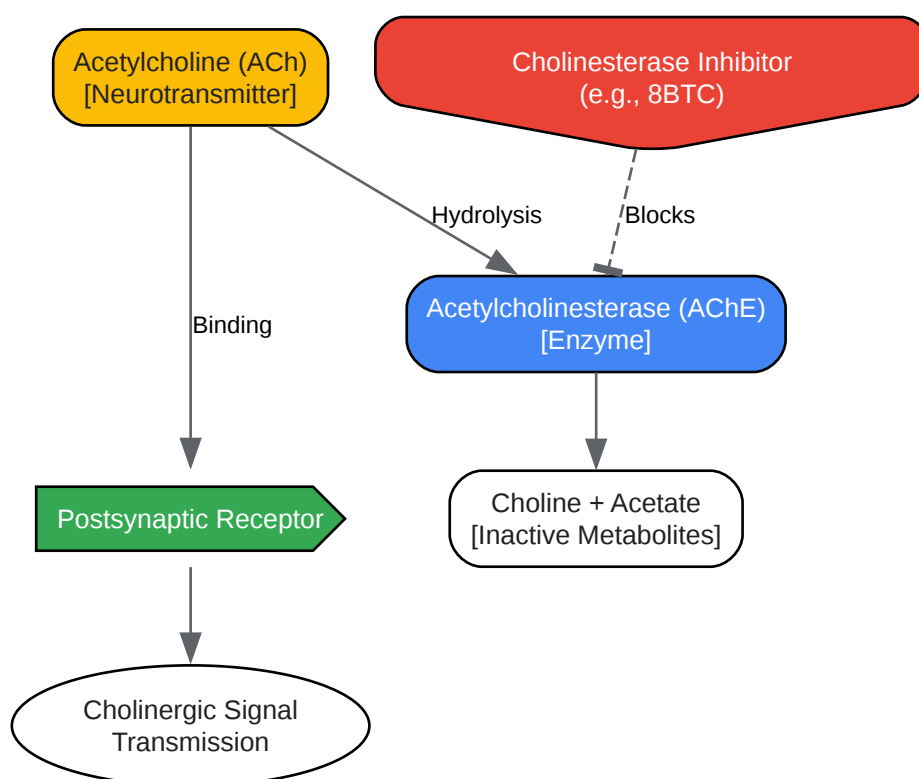 Acetylcholine (ACh)
[Neurotransmitter]
Cholinesterase Inhibitor
(e.g., 8BTC)
Hydrolysis
Blocks
Binding
Acetylcholinesterase (AChE)
[Enzyme]
Postsynaptic Receptor
Choline + Acetate
[Inactive Metabolites]
Cholinergic Signal
Transmission